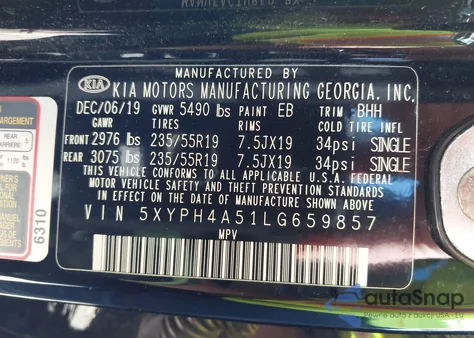 MANUFACTURED BY
KIA KIA MOTORS MANUFACTURING GEORGIA, INC.
DEC/06/19 GVWR 5490 lbs PAINT EB TRIM BHH
GAWR TIRES RIMS COLD TIRE INFL
FRONT 2976 lbs 235/55R19 7.5JX19 34psi SINGLE
REAR 3075 lbs 235/55R19 7.5JX19 34psi SINGLE
THIS VEHICLE CONFORMS TO ALL APPLICABLE U.S.A FEDERAL
MOTOR VEHICLE SAFETY AND THEFT PREVENTION STANDARDS
IN EFFECT ON THE DATE OF MANUFACTURE SHOWN ABOVE.
VIN 5XYPH4A51LG659857
MPV
6310
REAR
5
autoSnap